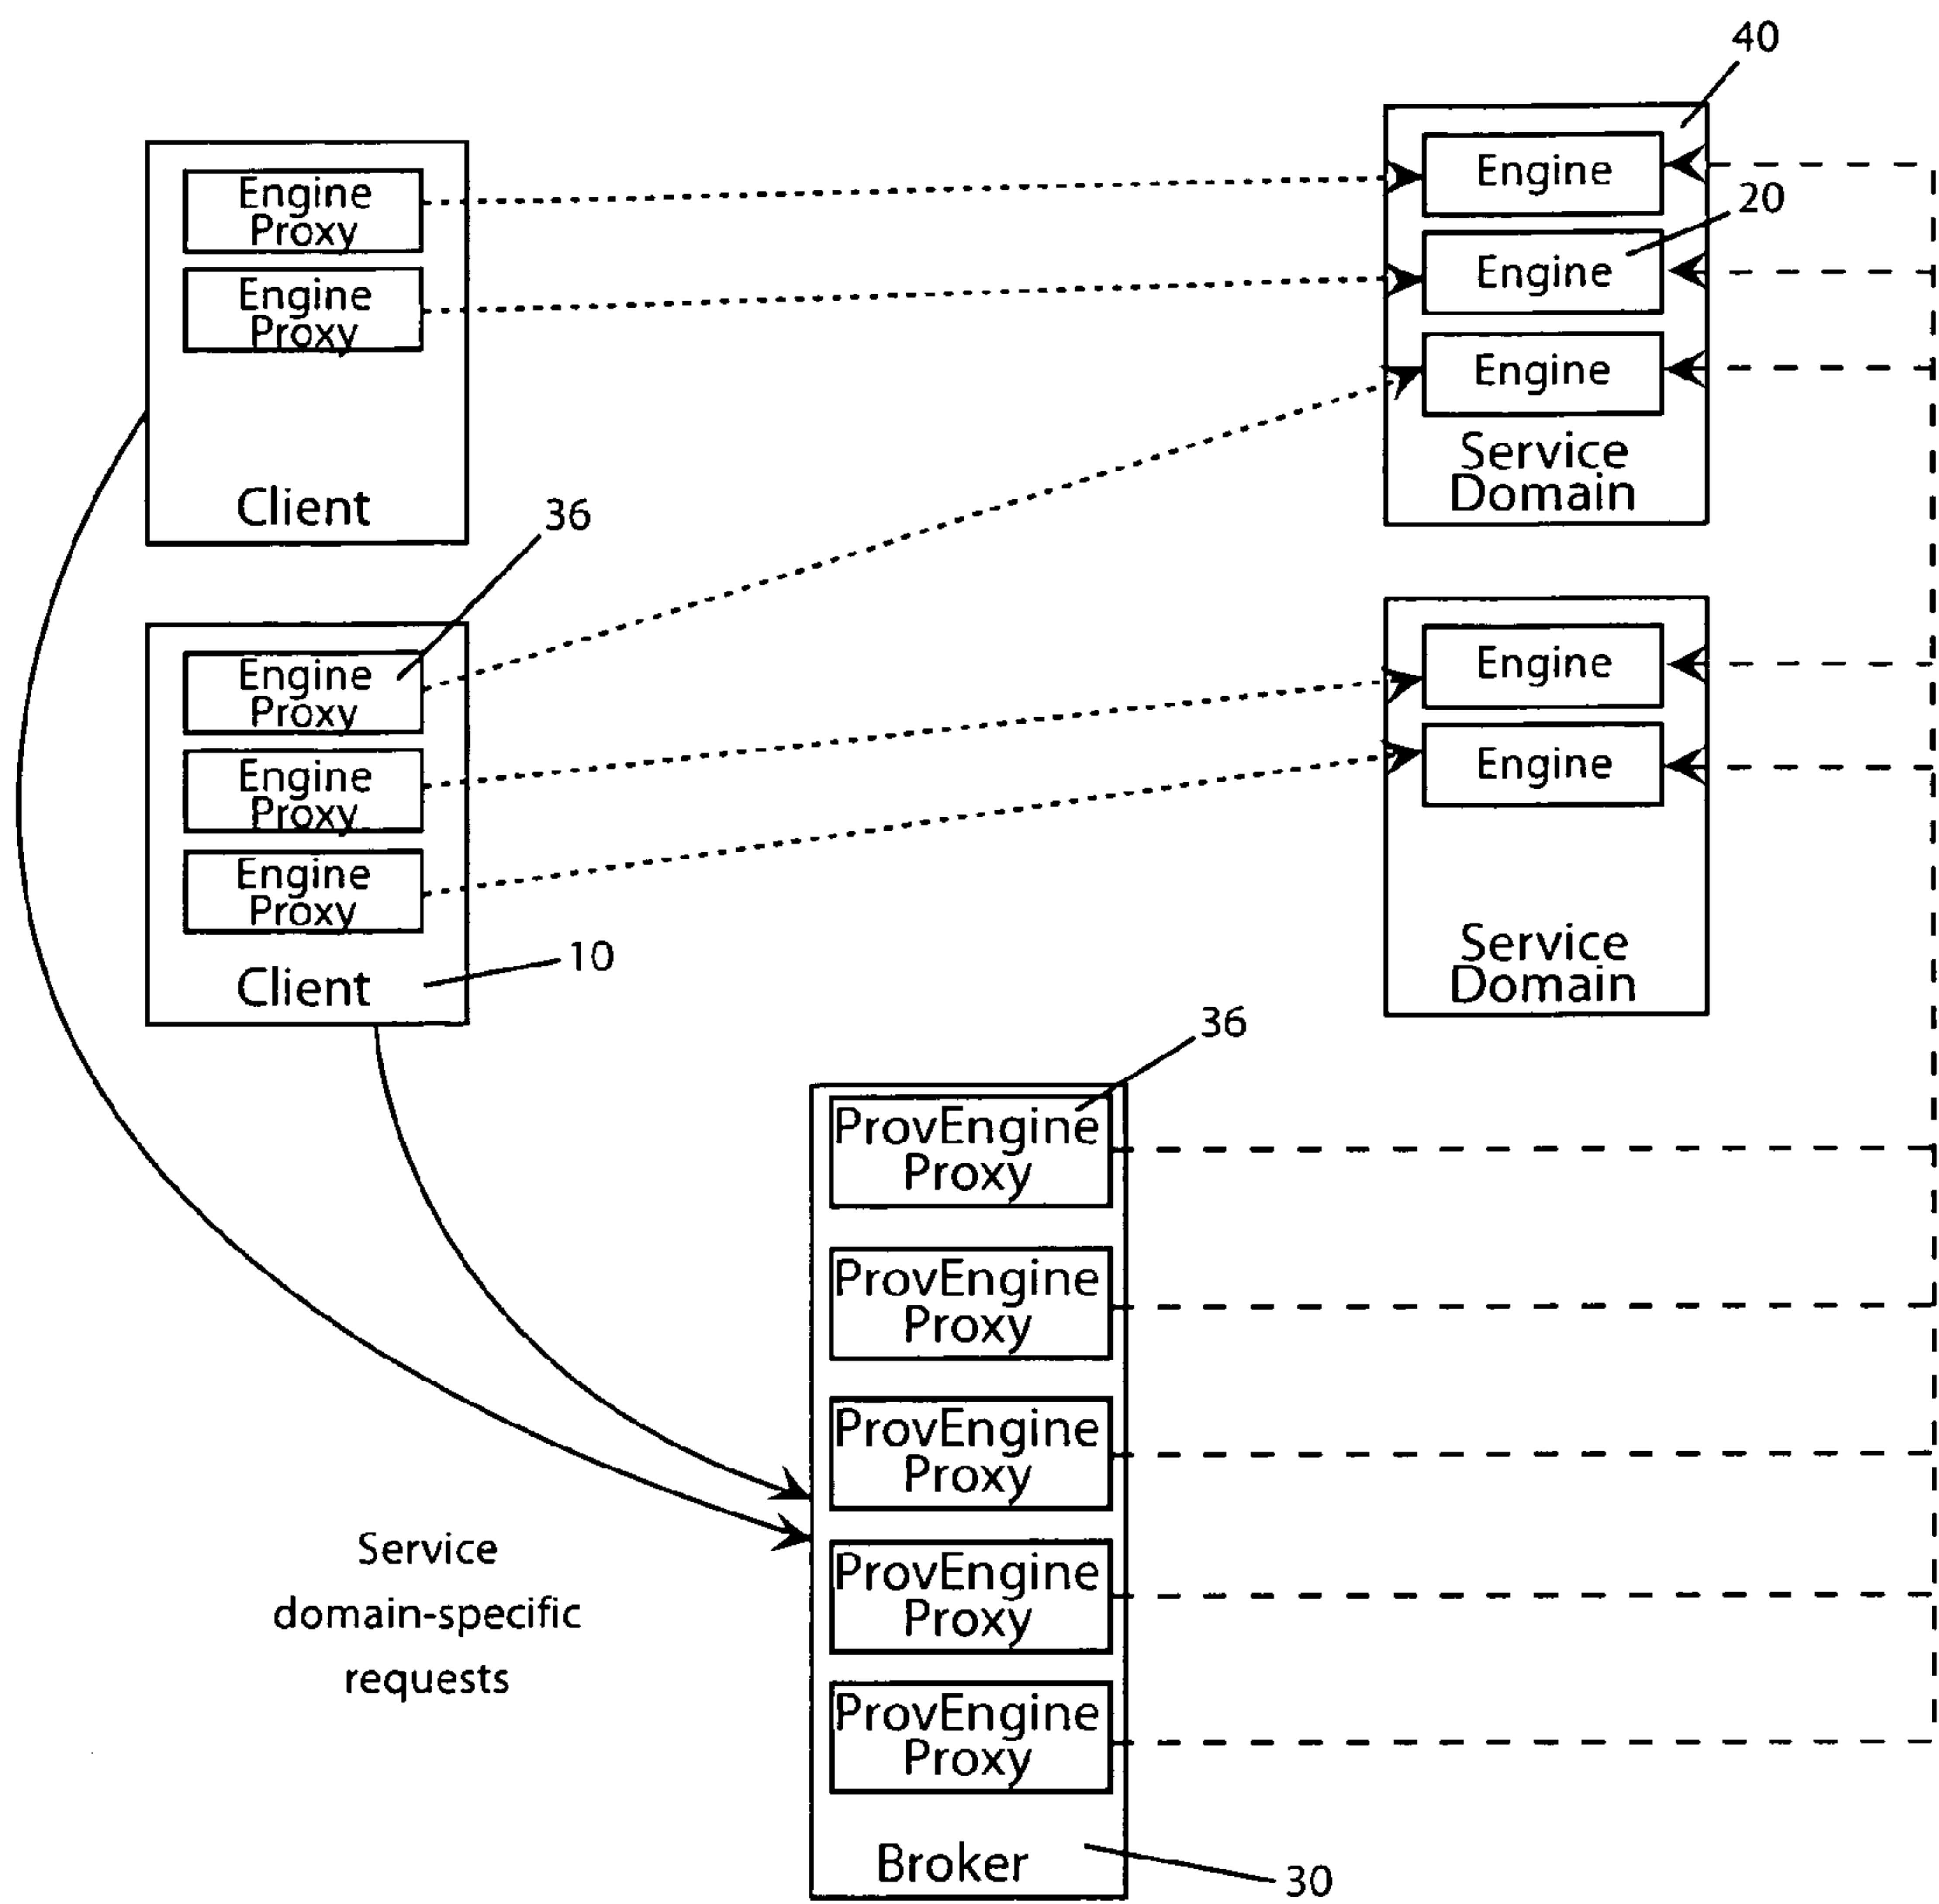 40
Engine
Proxy
Engine
Proxy
Client
Engine
20
Engine
Engine
Service
Domain
36
Engine
Proxy
Engine
Proxy
Engine
Proxy
Client
10
Engine
Engine
Service
Domain
36
ProvEngine
Proxy
ProvEngine
Proxy
ProvEngine
Proxy
ProvEngine
Proxy
ProvEngine
Proxy
Broker
30
Service
domain-specific
requests